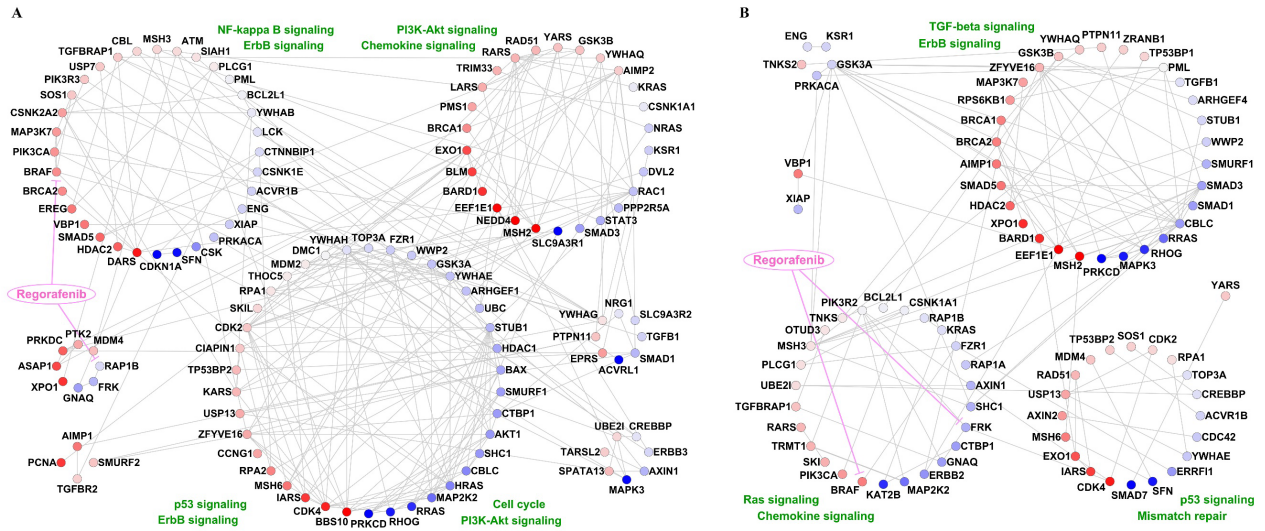 A
NF-kappa B signaling
ErbB signaling
CBL
MSH3
ATM
SIAH1
TGFBRAP1
PLCG1
USP7
PML
PIK3R3
BCL2L1
SOS1
YWHAB
CSNK2A2
LCK
MAP3K7
CTNNBIP1
PIK3CA
CSNK1E
BRAF
ACVR1B
BRCA2
ENG
EREG
XIAP
VBP1
PRKACA
SMAD5
CSK
HDAC2
SFN
DARS
CDKN1A
PI3K-Akt signaling
Chemokine signaling
RAD51
YARS
GSK3B
RARS
YWHAQ
TRIM33
AIMP2
LARS
KRAS
PMS1
CSNK1A1
BRCA1
NRAS
EXO1
KSR1
BLM
DVL2
BARD1
RAC1
EEF1E1
PPP2R5A
NEDD4
STAT3
MSH2
SMAD3
SLC9A3R1
Regorafenib
PTK2
PRKDC
MDM4
ASAP1
RAP1B
XPO1
FRK
GNAQ
AIMP1
PCNA
SMURF2
TGFBR2
YWHAH
TOP3A
FZR1
DMC1
WWP2
MDM2
GSK3A
THOC5
YWHAE
RPA1
ARHGEF1
SKIL
UBC
CDK2
STUB1
CIAPIN1
HDAC1
TP53BP2
BAX
KARS
SMURF1
USP13
CTBP1
ZFYVE16
AKT1
CCNG1
SHC1
RPA2
CBLC
MSH6
HRAS
IARS
MAP2K2
CDK4
RRAS
BBS10
RHOG
PRKCD
p53 signaling
ErbB signaling
Cell cycle
PI3K-Akt signaling
NRG1
YWHAG
SLC9A3R2
PTPN11
TGFB1
EPRS
SMAD1
ACVRL1
UBE2I
CREBBP
TARSL2
ERBB3
SPATA13
AXIN1
MAPK3
B
ENG
KSR1
TNKS2
GSK3A
PRKACA
VBP1
XIAP
TGF-beta signaling
ErbB signaling
YWHAQ
PTPN11
ZRANB1
GSK3B
TP53BP1
ZFYVE16
PML
MAP3K7
TGFB1
RPS6KB1
ARHGEF4
BRCA1
STUB1
BRCA2
WWP2
AIMP1
SMURF1
SMAD5
SMAD3
HDAC2
SMAD1
XPO1
CBLC
BARD1
RRAS
EEF1E1
RHOG
MSH2
MAPK3
PRKCD
Regorafenib
PIK3R2
BCL2L1
CSNK1A1
TNKS
RAP1B
OTUD3
KRAS
MSH3
FZR1
PLCG1
RAP1A
UBE2I
AXIN1
TGFBRAP1
SHC1
RARS
FRK
TRMT1
CTBP1
SKI
GNAQ
PIK3CA
ERBB2
BRAF
MAP2K2
KAT2B
Ras signaling
Chemokine signaling
YARS
TP53BP2
SOS1
CDK2
MDM4
RPA1
RAD51
TOP3A
USP13
CREBBP
AXIN2
ACVR1B
MSH6
CDC42
EXO1
YWHAE
IARS
ERRFI1
CDK4
SFN
SMAD7
p53 signaling
Mismatch repair